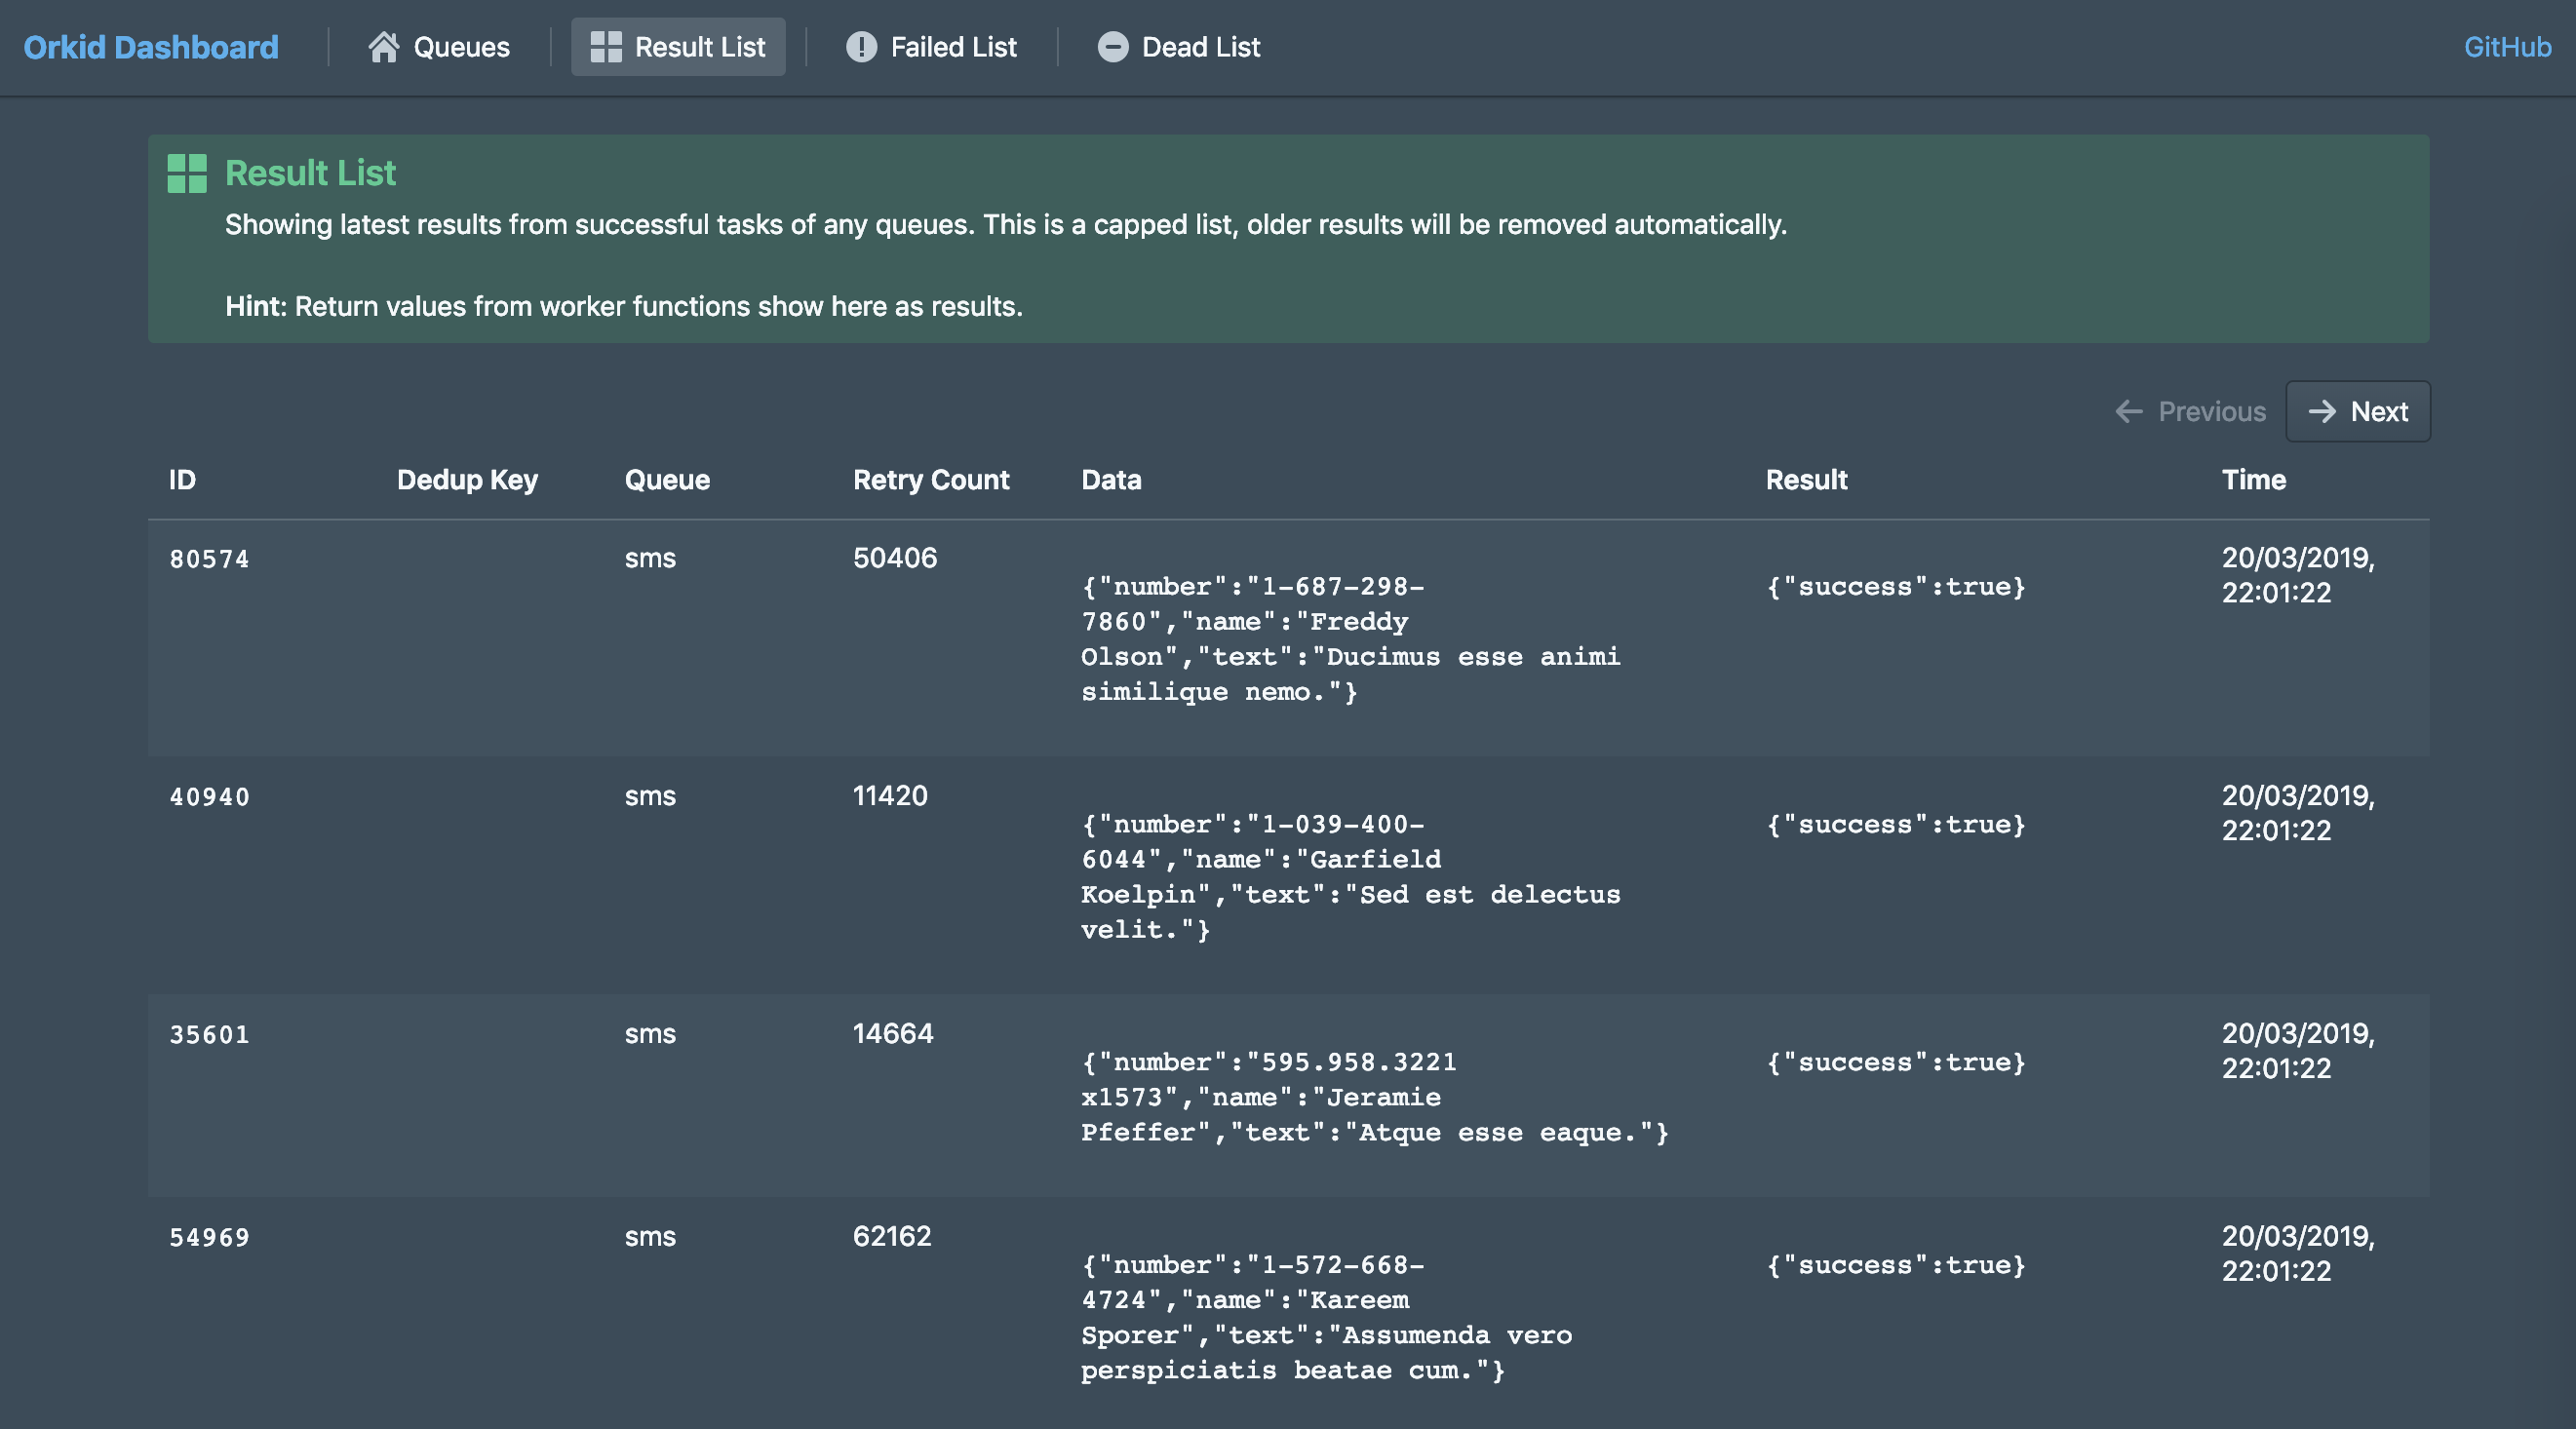 Orkid Dashboard Queues Result List Failed List Dead List GitHub
Result List
Showing latest results from successful tasks of any queues. This is a capped list, older results will be removed automatically.
Hint: Return values from worker functions show here as results.
Previous Next
ID Dedup Key Queue Retry Count Data Result Time
80574 sms 50406 20/03/2019,
{"number":"1-687-298- {"success":true} 22:01:22
7860","name":"Freddy
Olson","text":"Ducimus esse animi
similique nemo."}
40940 sms 11420 20/03/2019,
{"number":"1-039-400- {"success":true} 22:01:22
6044","name":"Garfield
Koelpin","text":"Sed est delectus
velit."}
35601 sms 14664 20/03/2019,
{"number":"595.958.3221 {"success":true} 22:01:22
x1573","name":"Jeramie
Pfeffer","text":"Atque esse eaque."}
54969 sms 62162 20/03/2019,
{"number":"1-572-668- {"success":true} 22:01:22
4724","name":"Kareem
Sporer","text":"Assumenda vero
perspiciatis beatae cum."}